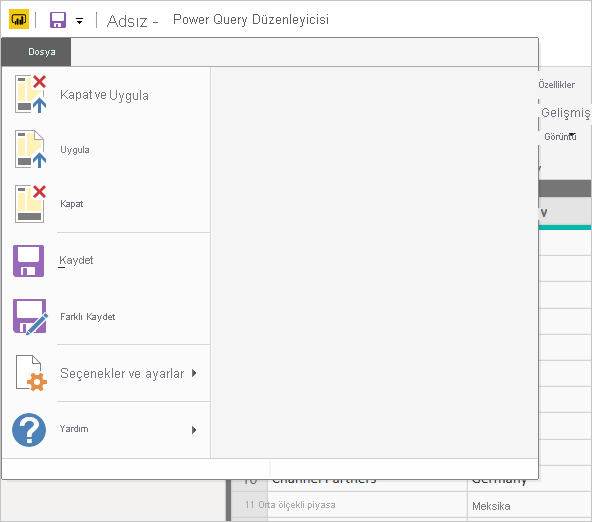 Adsız - Power Query Düzenleyicisi
Dosya
Kapat ve Uygula
Uygula
Kapat
Kaydet
Farklı Kaydet
Seçenekler ve ayarlar
Yardım
Özellikler
Gelişmiş
Görüntü
10 Channel Partners Germany
11 Orta ölçekli piyasa Meksika